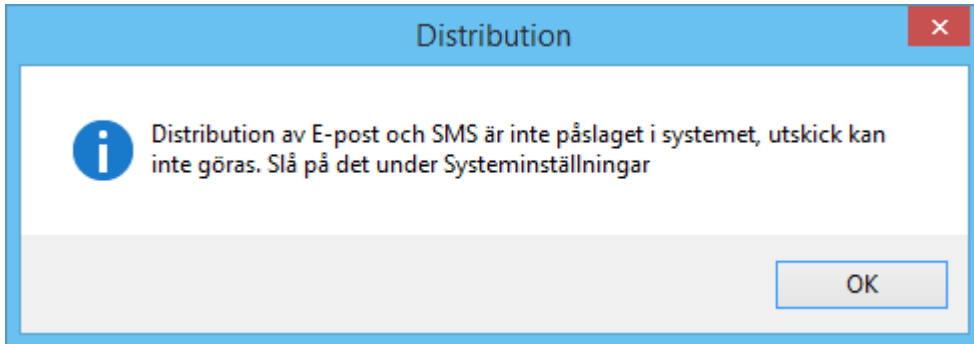 Distribution
Distribution av E-post och SMS är inte påslaget i systemet, utskick kan
inte göras. Slå på det under Systeminställningar
OK